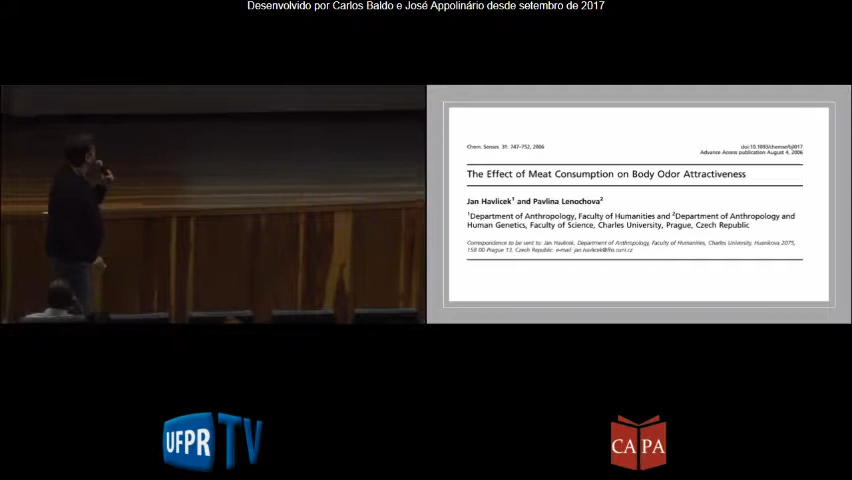 Desenvolvido por Carlos Baldo e José Appolinário desde setembro de 2017
Chem. Senses 31: 747–752, 2006
doi:10.1093/chemse/bjl017
Advance Access publication August 4, 2006
The Effect of Meat Consumption on Body Odor Attractiveness
Jan Havlicek1 and Pavlina Lenochova2
1Department of Anthropology, Faculty of Humanities and 2Department of Anthropology and
Human Genetics, Faculty of Science, Charles University, Prague, Czech Republic
Correspondence to be sent to: Jan Havlicek, Department of Anthropology, Faculty of Humanities, Charles University, Husnikova 2075,
158 00 Prague 13, Czech Republic. e-mail: jan.havlicek@fhs.cuni.cz
UFPR TV
CAPA